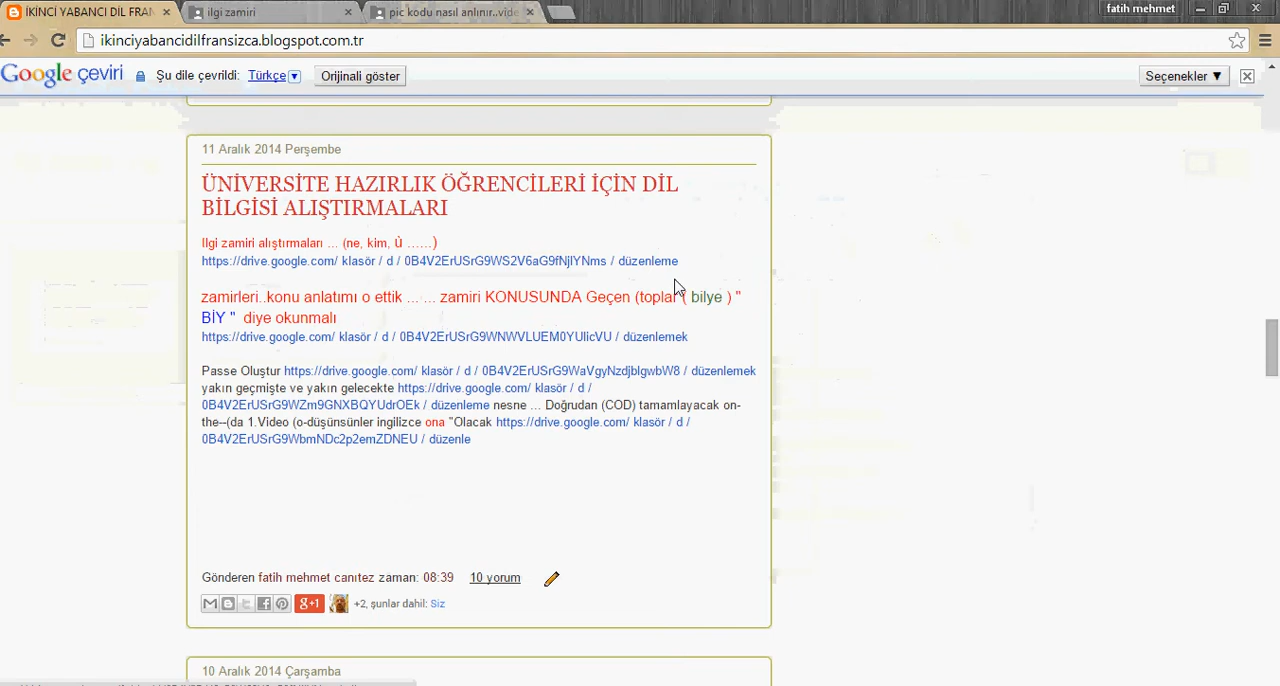 İKİNCİ YABANCI DİL FRAN
ilgi zamiri
pic kodu nasıl anlınır..vide
fatih mehmet
ikinciyabancidilfransizca.blogspot.com.tr
Google çeviri Şu dile çevrildi: Türkçe Orijinali göster Seçenekler ▼
11 Aralık 2014 Perşembe
ÜNİVERSİTE HAZIRLIK ÖĞRENCİLERİ İÇİN DİL
BİLGİSİ ALIŞTIRMALARI
Ilgi zamiri alıştırmaları ... (ne, kim, ù ......)
https://drive.google.com/ klasör / d / 0B4V2ErUSrG9WS2V6aG9fNjlYNms / düzenleme
zamirleri..konu anlatımı o ettik ... ... zamiri KONUSUNDA Geçen (toplar ( bilye ) "
BİY " diye okunmalı
https://drive.google.com/ klasör / d / 0B4V2ErUSrG9WNWVLUEM0YUlicVU / düzenlemek
Passe Oluştur https://drive.google.com/ klasör / d / 0B4V2ErUSrG9WaVgyNzdjblgwbW8 / düzenlemek
yakın geçmişte ve yakın gelecekte https://drive.google.com/ klasör / d /
0B4V2ErUSrG9WZm9GNXBQYUdrOEk / düzenleme nesne ... Doğrudan (COD) tamamlayacak on-
the--(da 1.Video (o-düşünsünler ingilizce ona "Olacak https://drive.google.com/ klasör / d /
0B4V2ErUSrG9WbmNDc2p2emZDNEU / düzenle
Gönderen fatih mehmet canıtez zaman: 08:39 10 yorum
g+1 +2, şunlar dahil: Siz
10 Aralık 2014 Çarşamba